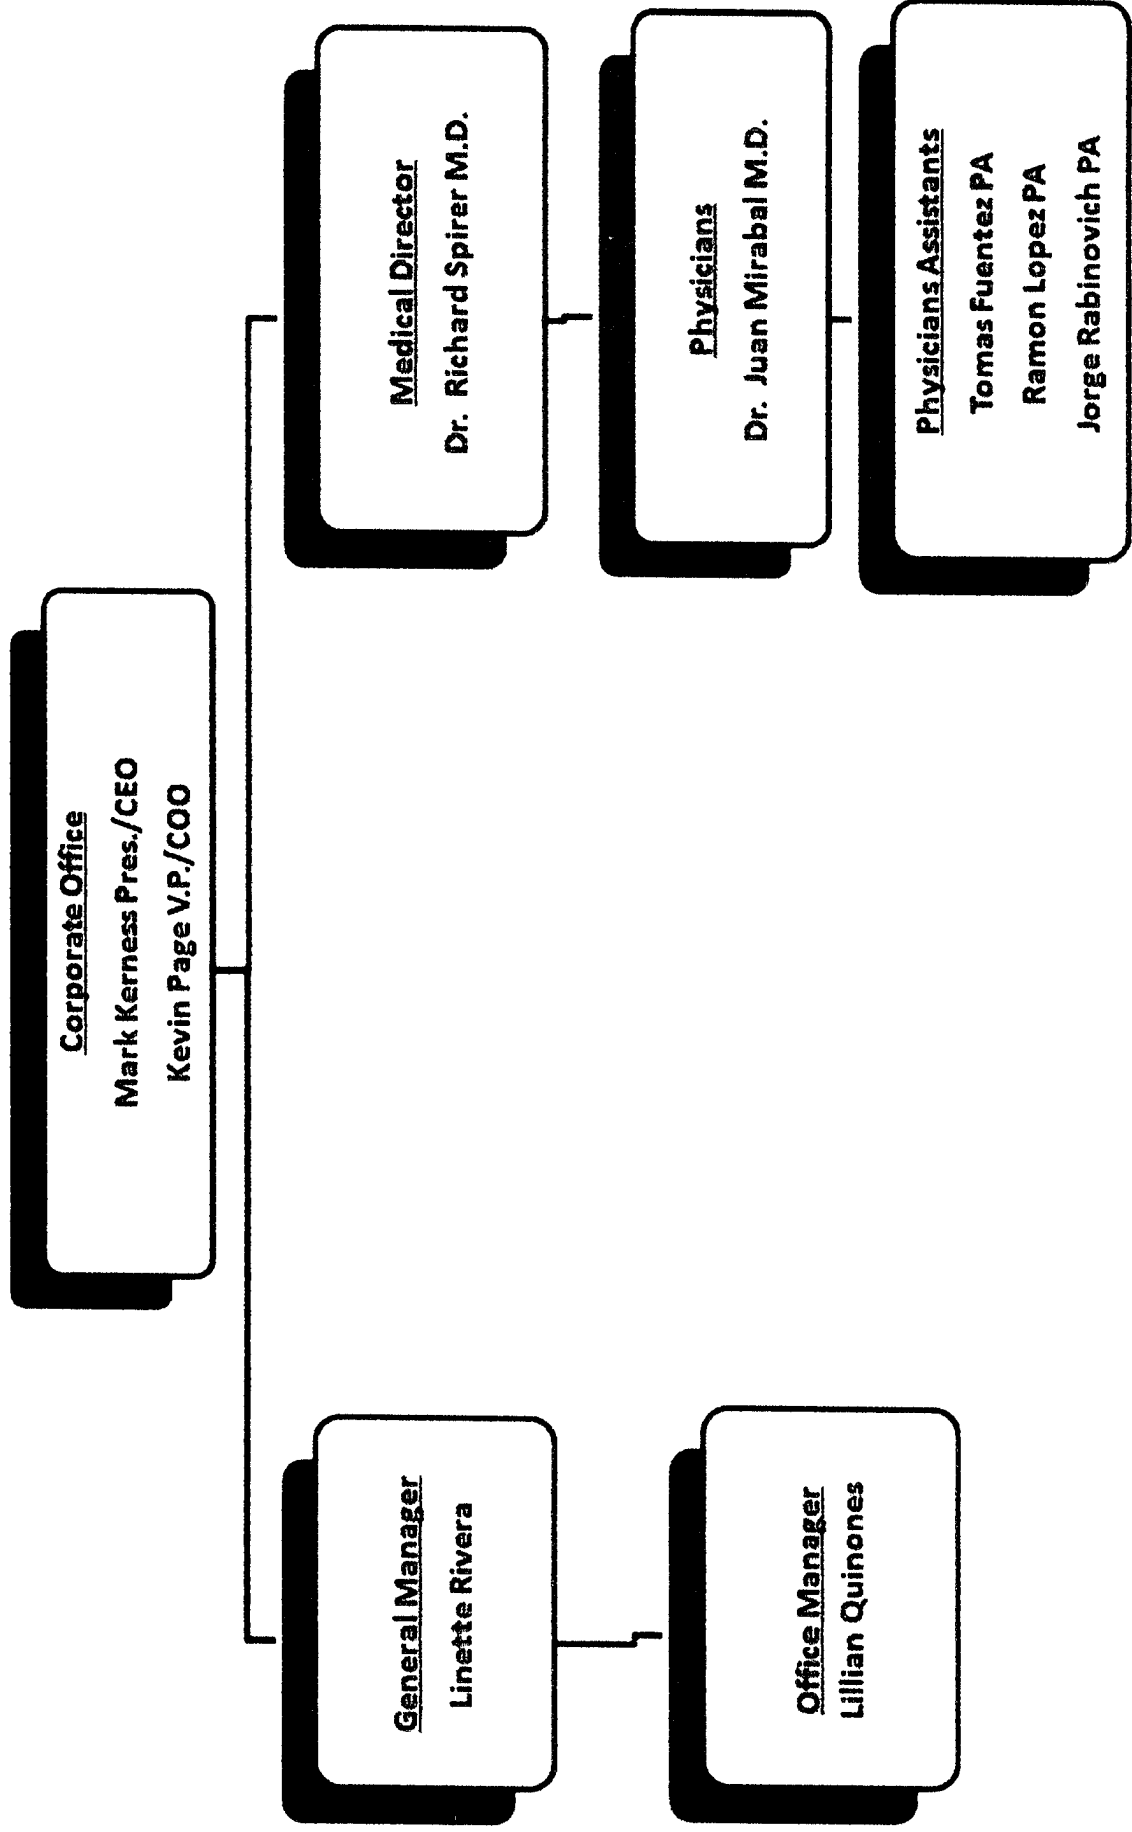 Corporate Office
Mark Kerness Pres./CEO
Kevin Page V.P./COO
General Manager
Linette Rivera
Office Manager
Lillian Quinones
Medical Director
Dr. Richard Spirer M.D.
Physicians
Dr. Juan Mirabal M.D.
Physicians Assistants
Tomas Fuentez PA
Ramon Lopez PA
Jorge Rabinovich PA